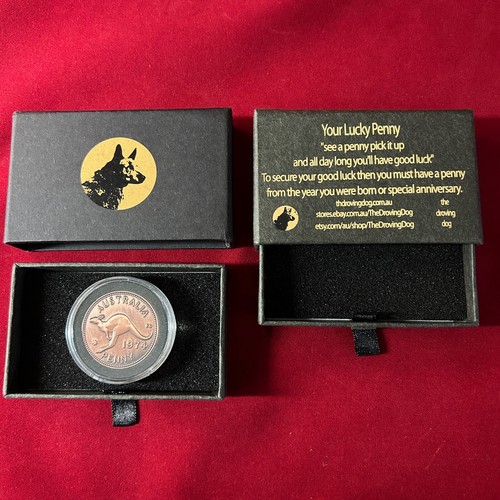 Your Lucky Penny
"see a penny pick it up
and all day long you'll have good luck"
To secure your good luck then you must have a penny
from the year you were born or special anniversary.
thdrovingdog.com.au
stores.ebay.com.au/TheDrovingDog
etsy.com/au/shop/TheDrovingDog
the
droving
dog
AUSTRALIA
1974
PENNY